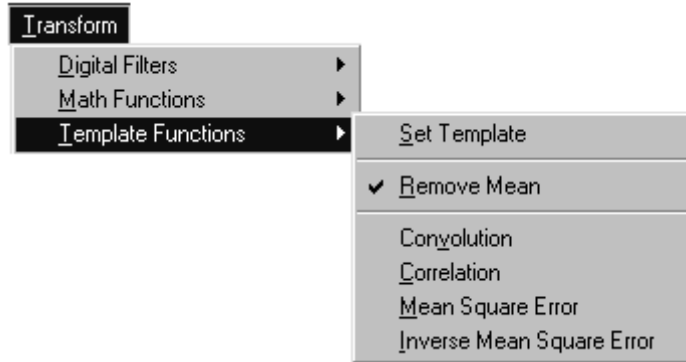 Transform
Digital Filters
Math Functions
Template Functions
Set Template
Remove Mean
Convolution
Correlation
Mean Square Error
Inverse Mean Square Error